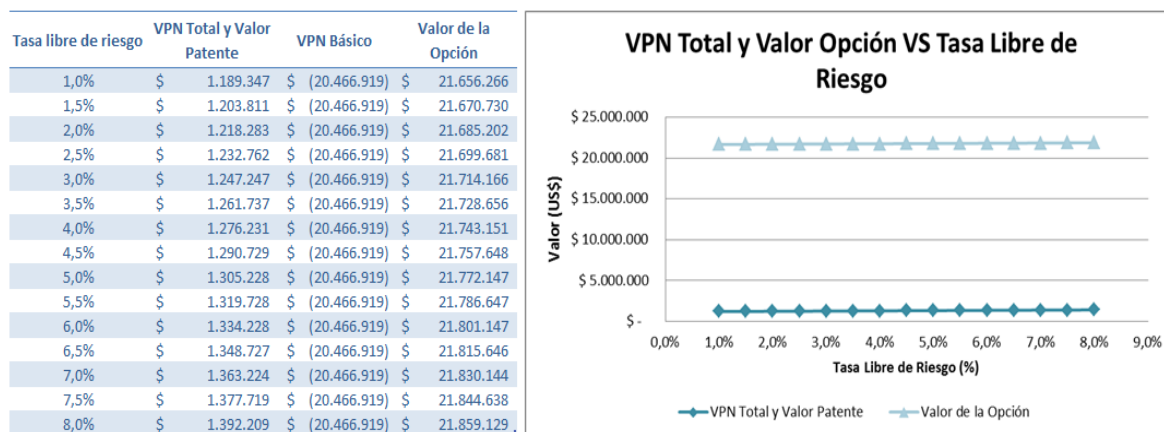 Tasa libre de riesgo VPN Total y Valor Patente VPN Básico Valor de la Opción
1,0% $ 1.189.347 $ (20.466.919) $ 21.656.266
1,5% $ 1.203.811 $ (20.466.919) $ 21.670.730
2,0% $ 1.218.283 $ (20.466.919) $ 21.685.202
2,5% $ 1.232.762 $ (20.466.919) $ 21.699.681
3,0% $ 1.247.247 $ (20.466.919) $ 21.714.166
3,5% $ 1.261.737 $ (20.466.919) $ 21.728.656
4,0% $ 1.276.231 $ (20.466.919) $ 21.743.151
4,5% $ 1.290.729 $ (20.466.919) $ 21.757.648
5,0% $ 1.305.228 $ (20.466.919) $ 21.772.147
5,5% $ 1.319.728 $ (20.466.919) $ 21.786.647
6,0% $ 1.334.228 $ (20.466.919) $ 21.801.147
6,5% $ 1.348.727 $ (20.466.919) $ 21.815.646
7,0% $ 1.363.224 $ (20.466.919) $ 21.830.144
7,5% $ 1.377.719 $ (20.466.919) $ 21.844.638
8,0% $ 1.392.209 $ (20.466.919) $ 21.859.129
VPN Total y Valor Opción VS Tasa Libre de
Riesgo
Valor (US$)
$ 25.000.000
$ 20.000.000
$ 15.000.000
$ 10.000.000
$ 5.000.000
$ -
0,0% 1,0% 2,0% 3,0% 4,0% 5,0% 6,0% 7,0% 8,0% 9,0%
Tasa Libre de Riesgo (%)
VPN Total y Valor Patente Valor de la Opción